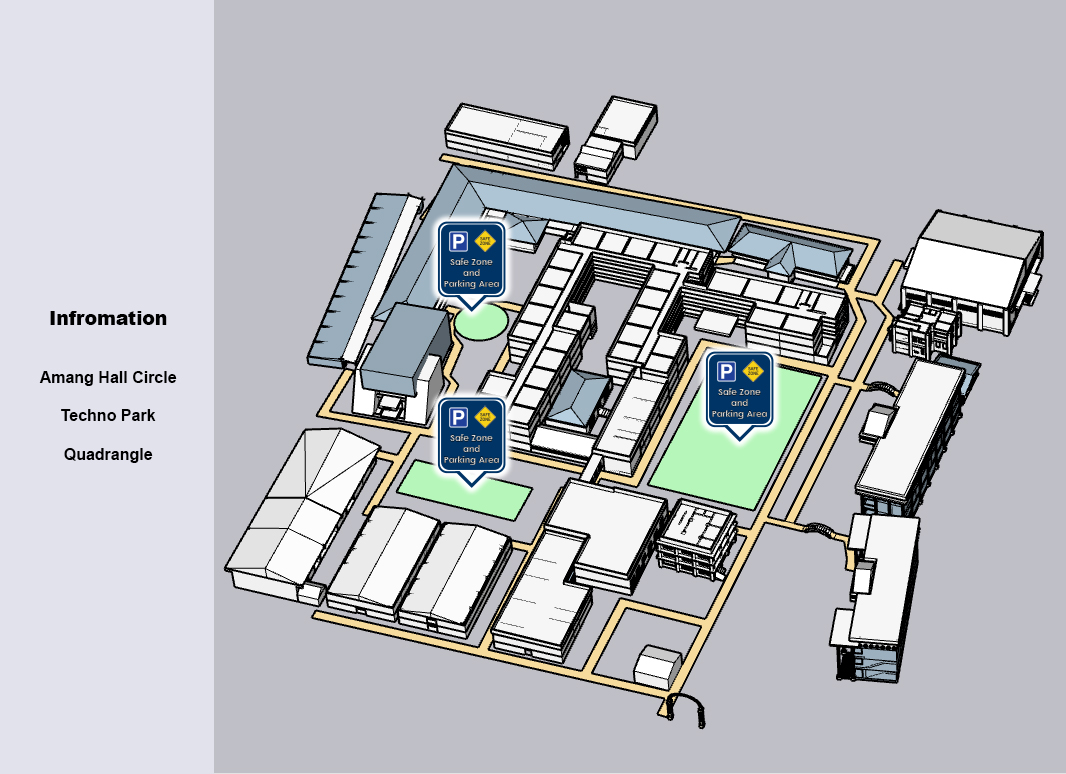 Infromation
Amang Hall Circle
Techno Park
Quadrangle
P SAFE ZONE
Safe Zone
and
Parking Area
P SAFE ZONE
Safe Zone
and
Parking Area
P SAFE ZONE
Safe Zone
and
Parking Area